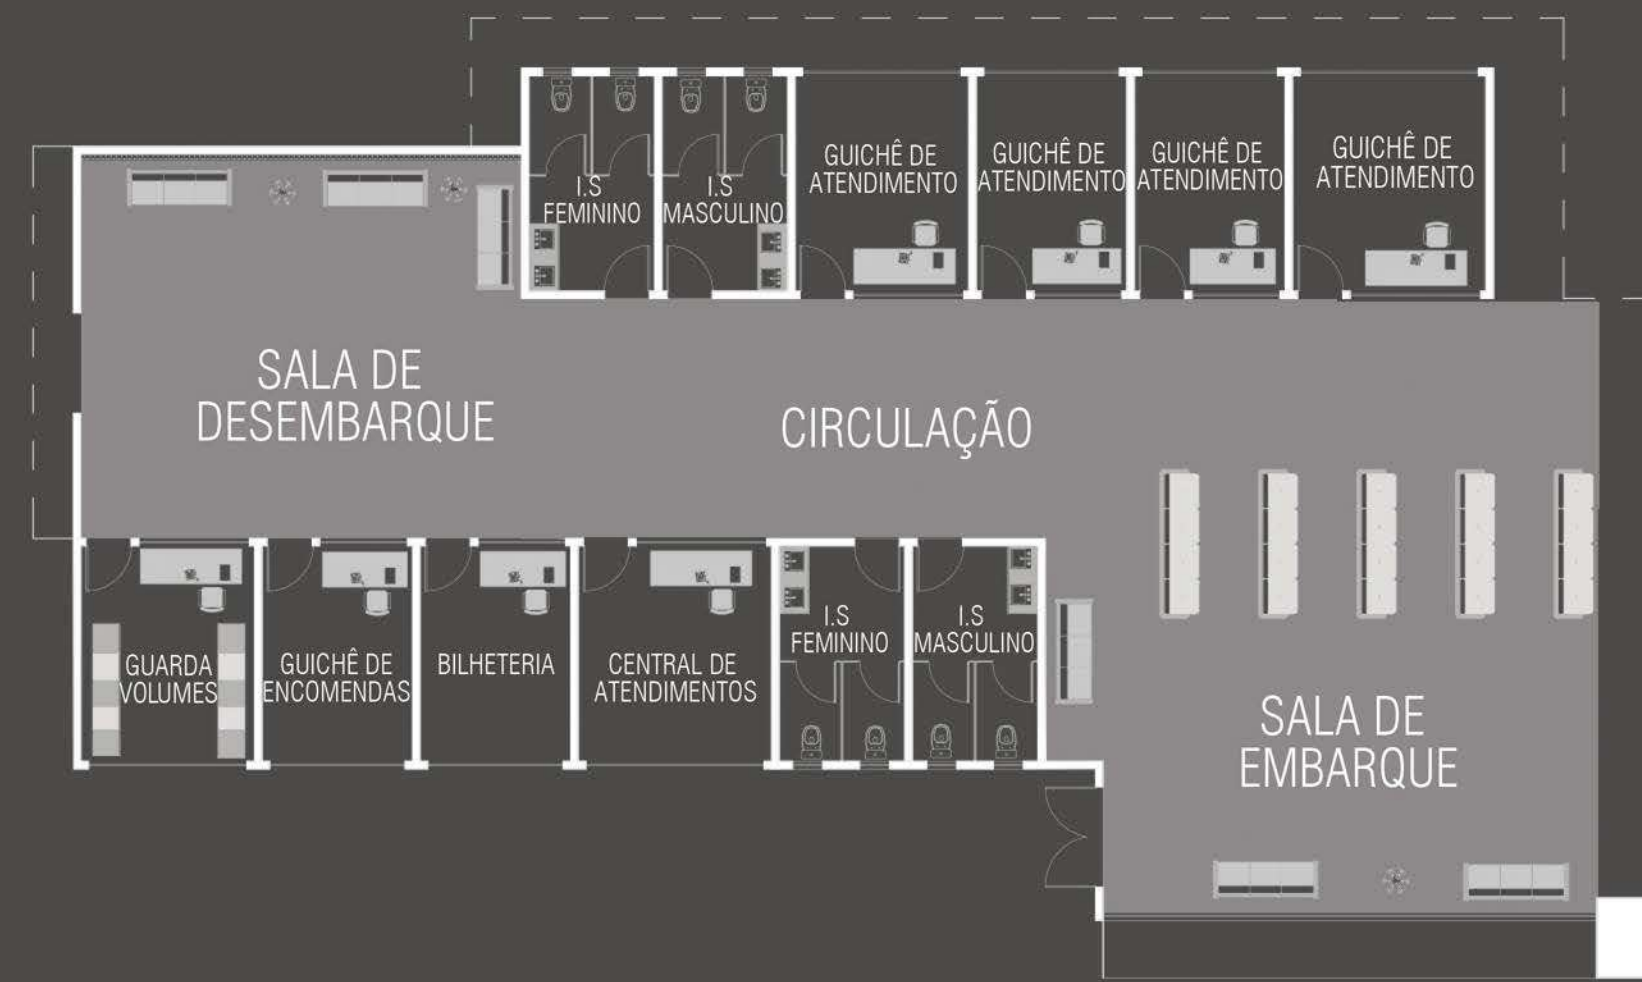 I.S
FEMININO
I.S
MASCULINO
GUICHÊ DE
ATENDIMENTO
GUICHÊ DE
ATENDIMENTO
GUICHÊ DE
ATENDIMENTO
GUICHÊ DE
ATENDIMENTO
SALA DE
DESEMBARQUE
CIRCULAÇÃO
GUARDA
VOLUMES
GUICHÊ DE
ENCOMENDAS
BILHETERIA
CENTRAL DE
ATENDIMENTOS
I.S
FEMININO
I.S
MASCULINO
SALA DE
EMBARQUE